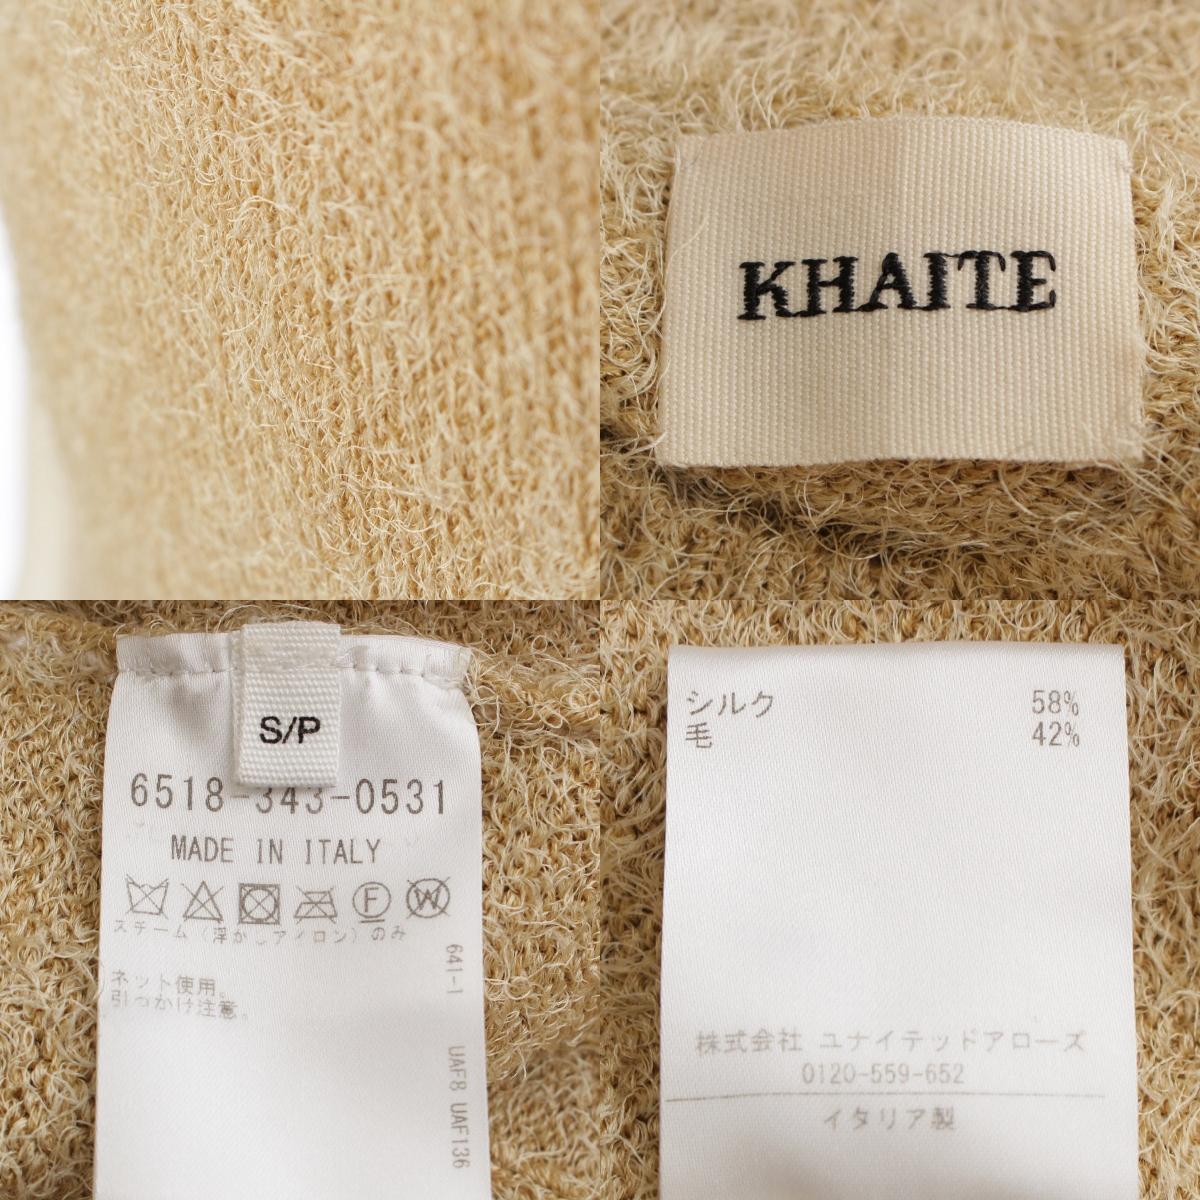 KHAITE
S/P
6518-343-0531
MADE IN ITALY
F
W
スチーム（浮かしアイロン）のみ
ネット使用。
引っかけ注意。
641-1
UAF8 UAF136
シルク 58%
毛 42%
株式会社 ユナイテッドアローズ
0120-559-652
イタリア製